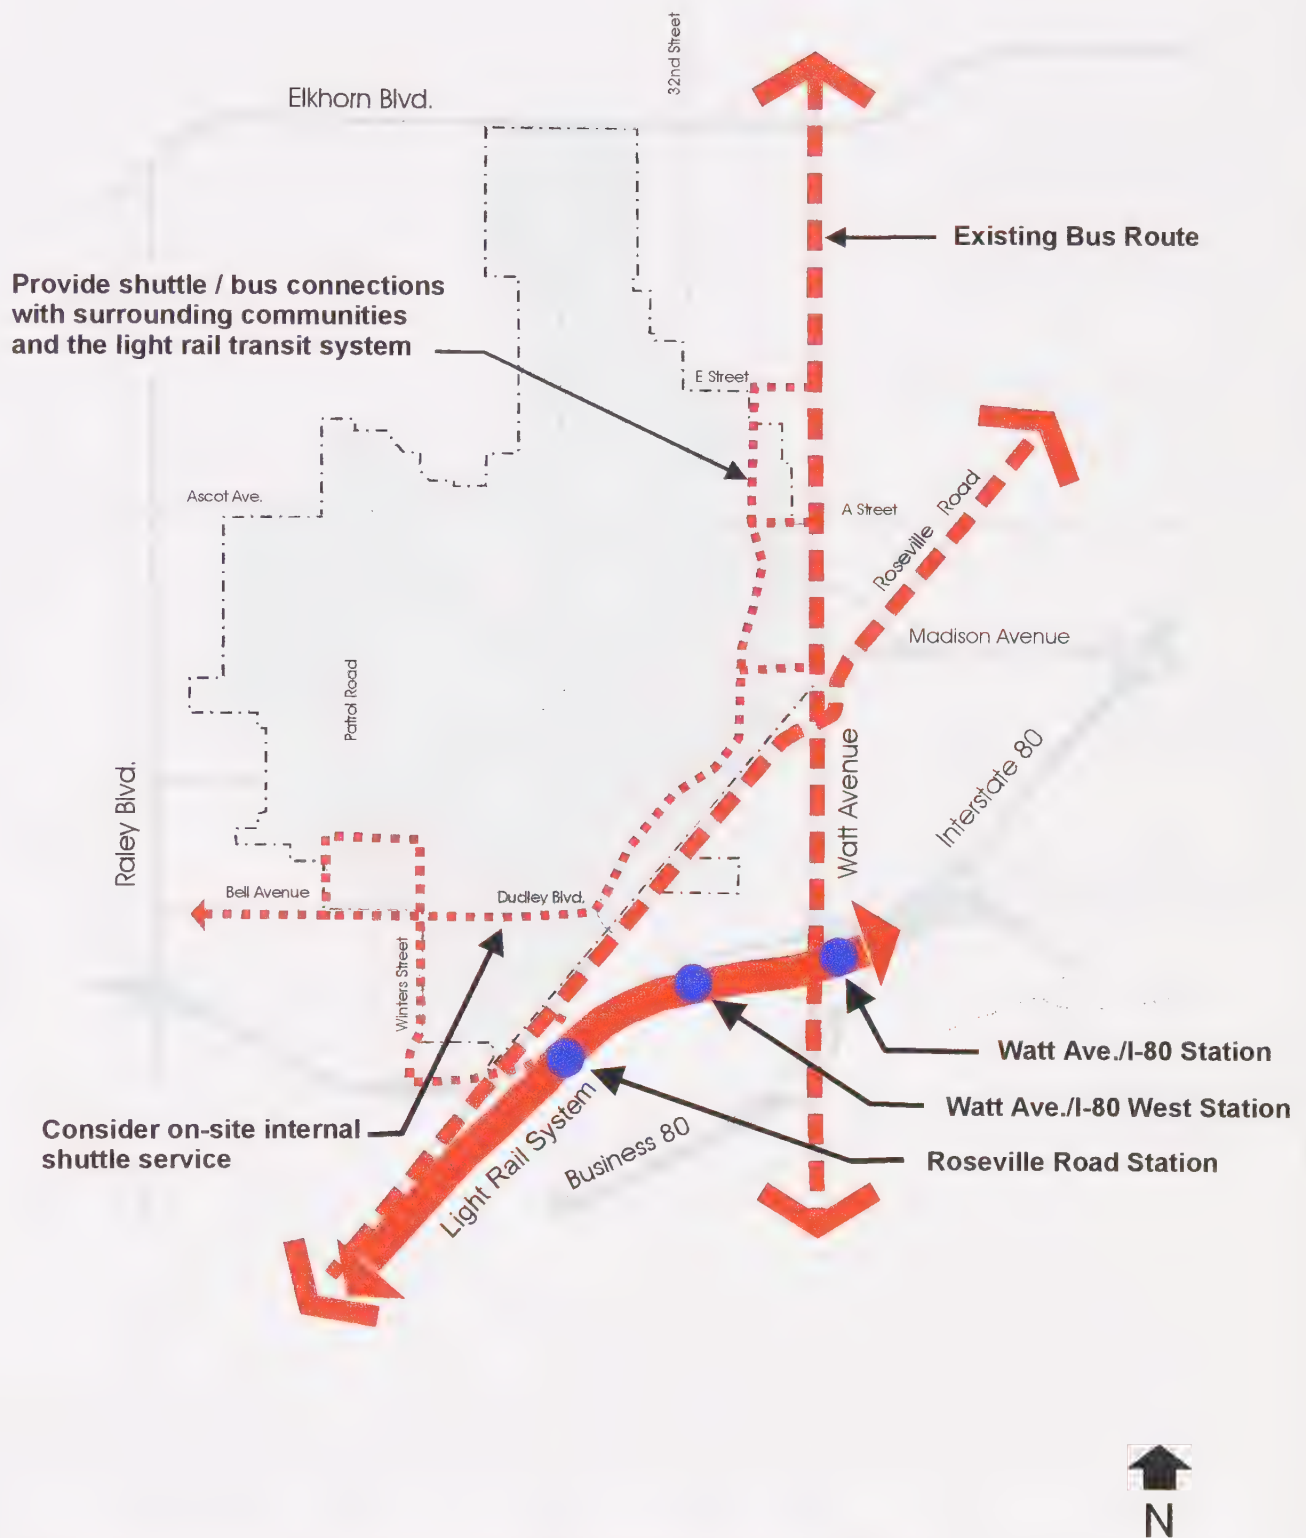 32nd Street
Elkhorn Blvd.
Existing Bus Route
Provide shuttle / bus connections
with surrounding communities
and the light rail transit system
E Street
Ascot Ave.
A Street
Roseville Road
Madison Avenue
Patrol Road
Interstate 80
Watt Avenue
Raley Blvd.
Bell Avenue
Dudley Blvd.
Winters Street
Watt Ave./I-80 Station
Watt Ave./I-80 West Station
Consider on-site internal
shuttle service
Light Rail System
Business 80
Roseville Road Station
N